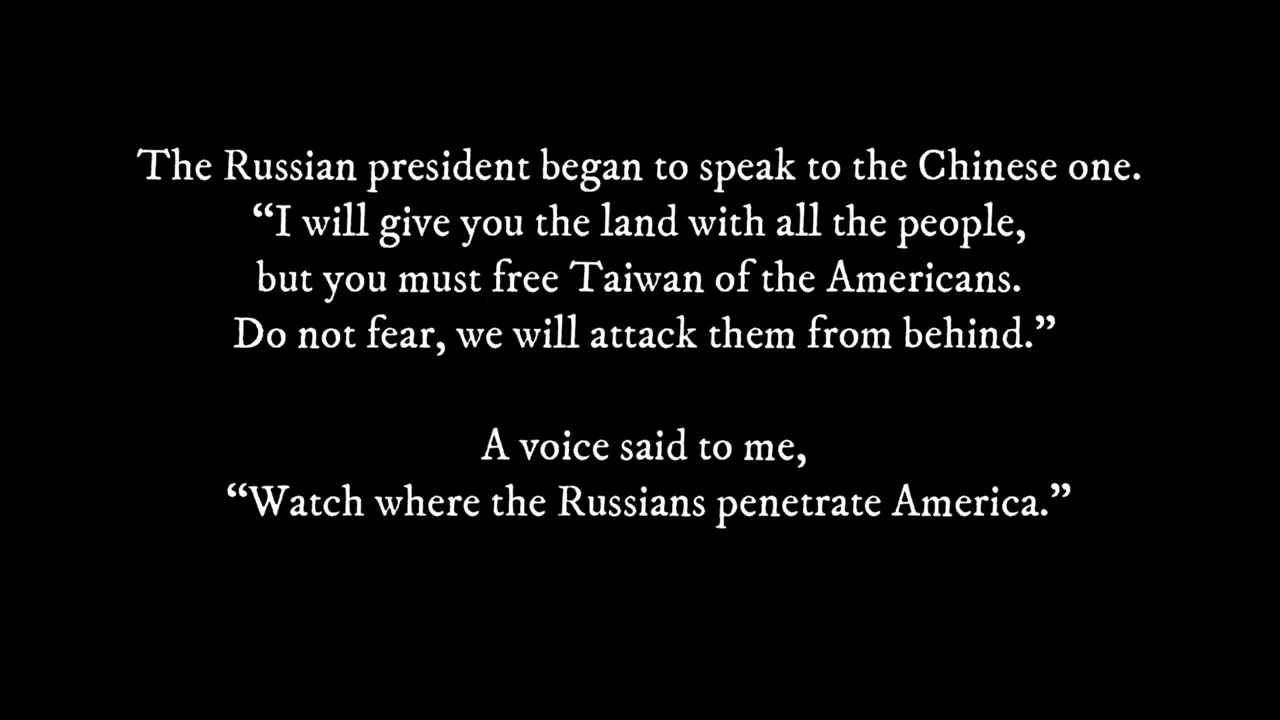 The Russian president began to speak to the Chinese one.
“I will give you the land with all the people,
but you must free Taiwan of the Americans.
Do not fear, we will attack them from behind.”
A voice said to me,
“Watch where the Russians penetrate America.”